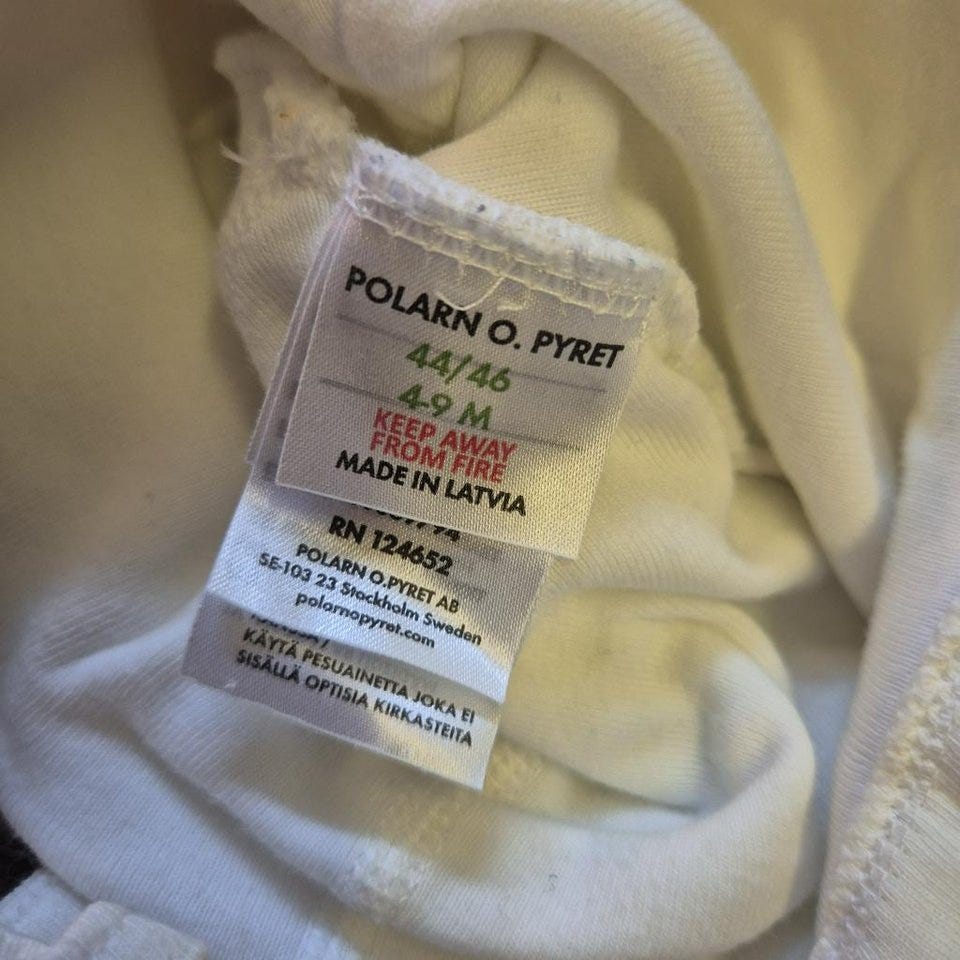 POLARN O. PYRET
44/46
4-9 M
KEEP AWAY
FROM FIRE
MADE IN LATVIA
RN 124652
POLARN O.PYRET AB
SE-103 23 Stockholm Sweden
polarnopyret.com
KÄYTÄ PESUAINETTA JOKA EI
SISÄLLÄ OPTISIA KIRKASTEITA